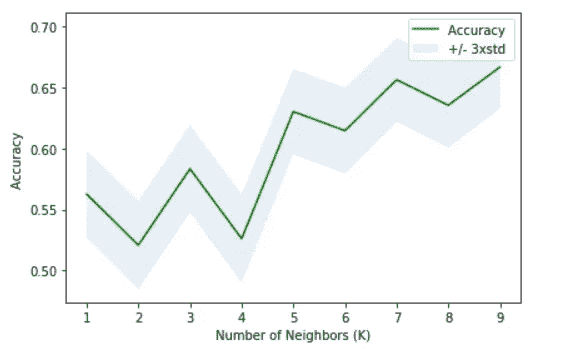 0.70
0.65
0.60
0.55
0.50
Accuracy
Accuracy
+/- 3xstd
1 2 3 4 5 6 7 8 9
Number of Neighbors (K)